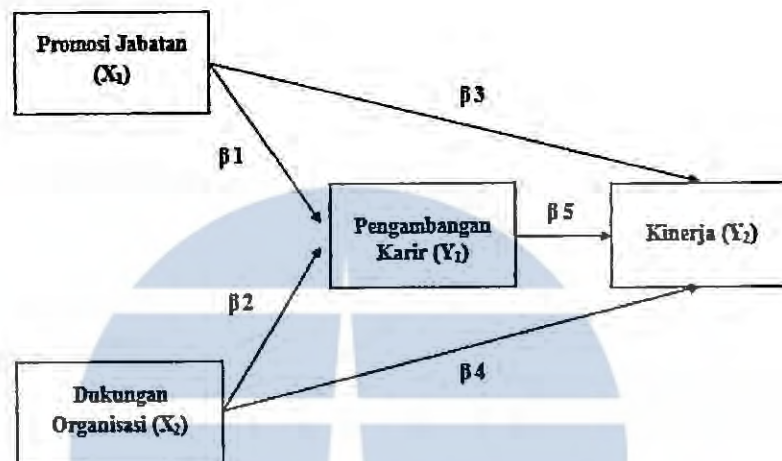 Promosi Jabatan
(X₁)
β3
β1
Pengambangan
Karir (Y₁)
β5
Kinerja (Y₂)
β2
β4
Dukungan
Organisasi (X₂)